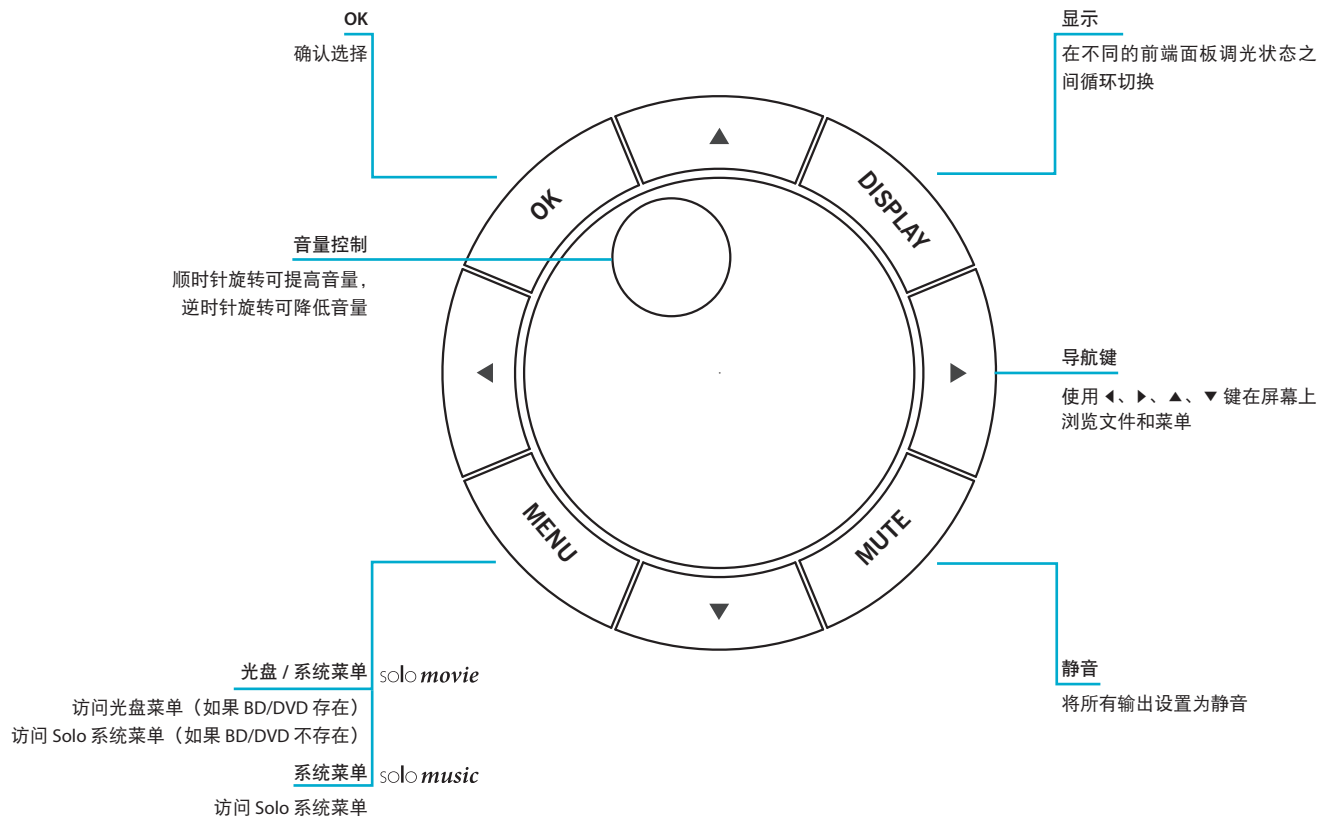 OK
确认选择
显示
在不同的前端面板调光状态之
间循环切换
▲
OK
DISPLAY
音量控制
顺时针旋转可提高音量，
逆时针旋转可降低音量
◀
▶
导航键
使用 ◀、▶、▲、▼ 键在屏幕上
浏览文件和菜单
MENU
MUTE
▼
光盘 / 系统菜单 solo movie
访问光盘菜单（如果 BD/DVD 存在）
访问 Solo 系统菜单（如果 BD/DVD 不存在）
系统菜单 solo music
访问 Solo 系统菜单
静音
将所有输出设置为静音